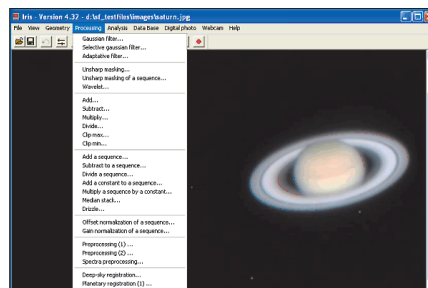 Iris - Version 4.37 - d:\af_testfiles\images\saturn.jpg
File View Geometry Processing Analysis Data Base Digital photo Webcam Help
Gaussian filter...
Selective gaussian filter...
Adaptative filter...
Unsharp masking...
Unsharp masking of a sequence...
Wavelet...
Add...
Subtract...
Multiply...
Divide...
Clip max...
Clip min...
Add a sequence...
Subtract to a sequence...
Divide a sequence...
Add a constant to a sequence...
Multiply a sequence by a constant...
Median stack...
Drizzle...
Offset normalization of a sequence...
Gain normalization of a sequence...
Preprocessing (1) ...
Preprocessing (2) ...
Spectra preprocessing...
Deep-sky registration...
Planetary registration (1) ...